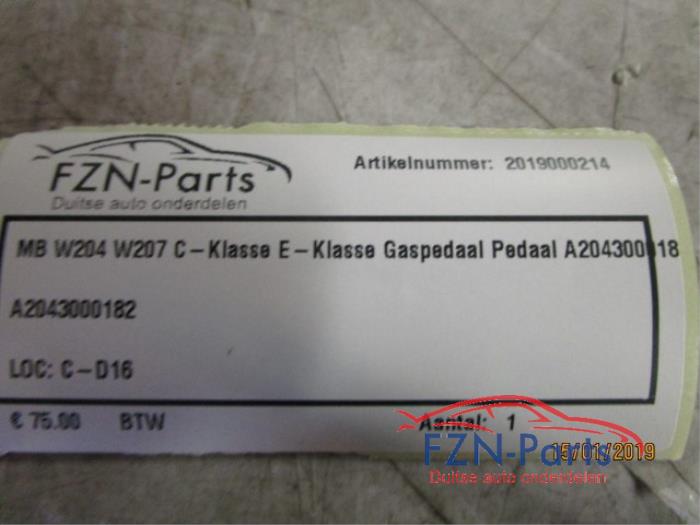 FZN-Parts
Duitse auto onderdelen
Artikelnummer: 2019000214
MB W204 W207 C-Klasse E-Klasse Gaspedaal Pedaal A204300018
A2043000182
LOC: C-D16
€ 75.00 BTW
Aantal: 1
15/01/2019
FZN-Parts
Duitse auto onderdelen